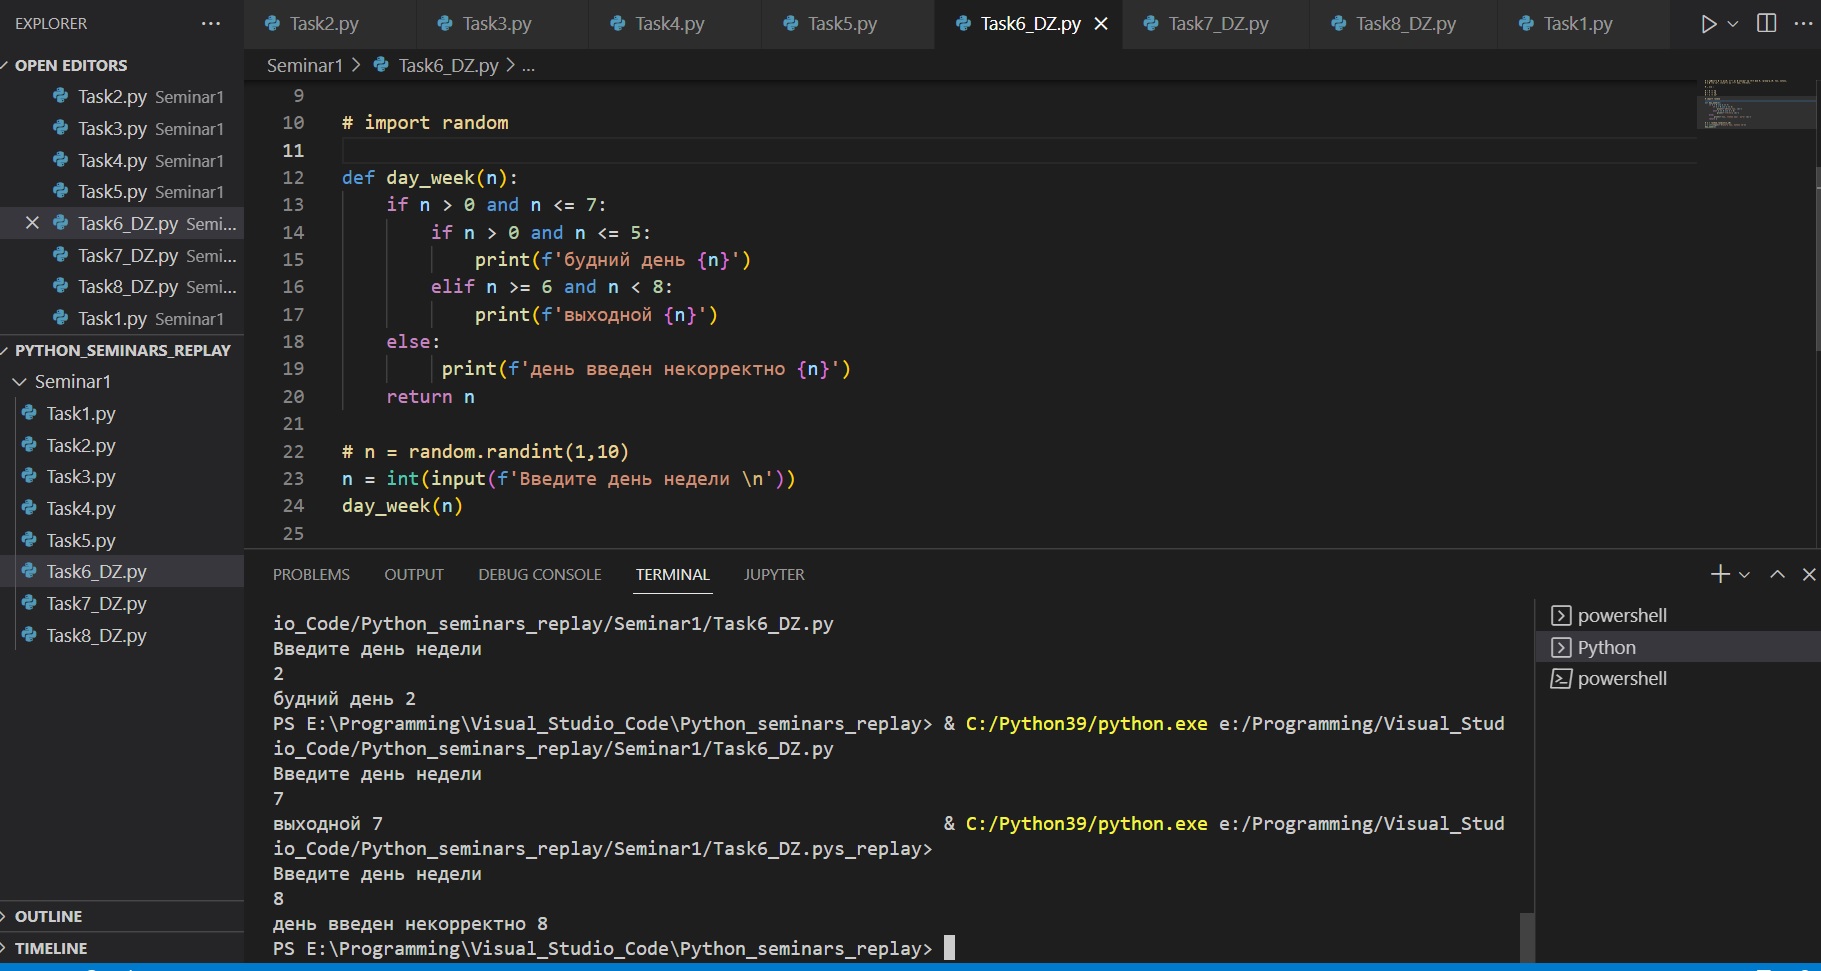 EXPLORER
OPEN EDITORS
Task2.py Seminar1
Task3.py Seminar1
Task4.py Seminar1
Task5.py Seminar1
Task6_DZ.py Semi...
Task7_DZ.py Semi...
Task8_DZ.py Semi...
Task1.py Seminar1
PYTHON_SEMINARS_REPLAY
Seminar1
Task1.py
Task2.py
Task3.py
Task4.py
Task5.py
Task6_DZ.py
Task7_DZ.py
Task8_DZ.py
OUTLINE
TIMELINE
Task2.py Task3.py Task4.py Task5.py Task6_DZ.py Task7_DZ.py Task8_DZ.py Task1.py
Seminar1 > Task6_DZ.py > ...
9
10 # import random
11
12 def day_week(n):
13     if n > 0 and n <= 7:
14         if n > 0 and n <= 5:
15             print(f'будний день {n}')
16         elif n >= 6 and n < 8:
17             print(f'выходной {n}')
18     else:
19          print(f'день введен некорректно {n}')
20     return n
21
22 # n = random.randint(1,10)
23 n = int(input(f'Введите день недели \n'))
24 day_week(n)
25
PROBLEMS OUTPUT DEBUG CONSOLE TERMINAL JUPYTER
io_Code/Python_seminars_replay/Seminar1/Task6_DZ.py
Введите день недели
2
будний день 2
PS E:\Programming\Visual_Studio_Code\Python_seminars_replay> & C:/Python39/python.exe e:/Programming/Visual_Stud
io_Code/Python_seminars_replay/Seminar1/Task6_DZ.py
Введите день недели
7
выходной 7 & C:/Python39/python.exe e:/Programming/Visual_Stud
io_Code/Python_seminars_replay/Seminar1/Task6_DZ.pys_replay>
Введите день недели
8
день введен некорректно 8
PS E:\Programming\Visual_Studio_Code\Python_seminars_replay>
powershell
Python
powershell